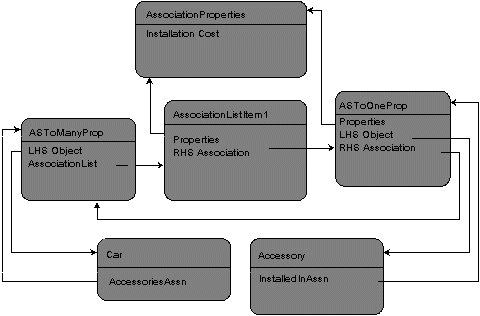 AssociationProperties
Installation Cost
ASToManyProp
LHS Object
AssociationList
AssociationListItem1
Properties
RHS Association
ASToOneProp
Properties
LHS Object
RHS Association
Car
AccessoriesAssn
Accessory
InstalledInAssn